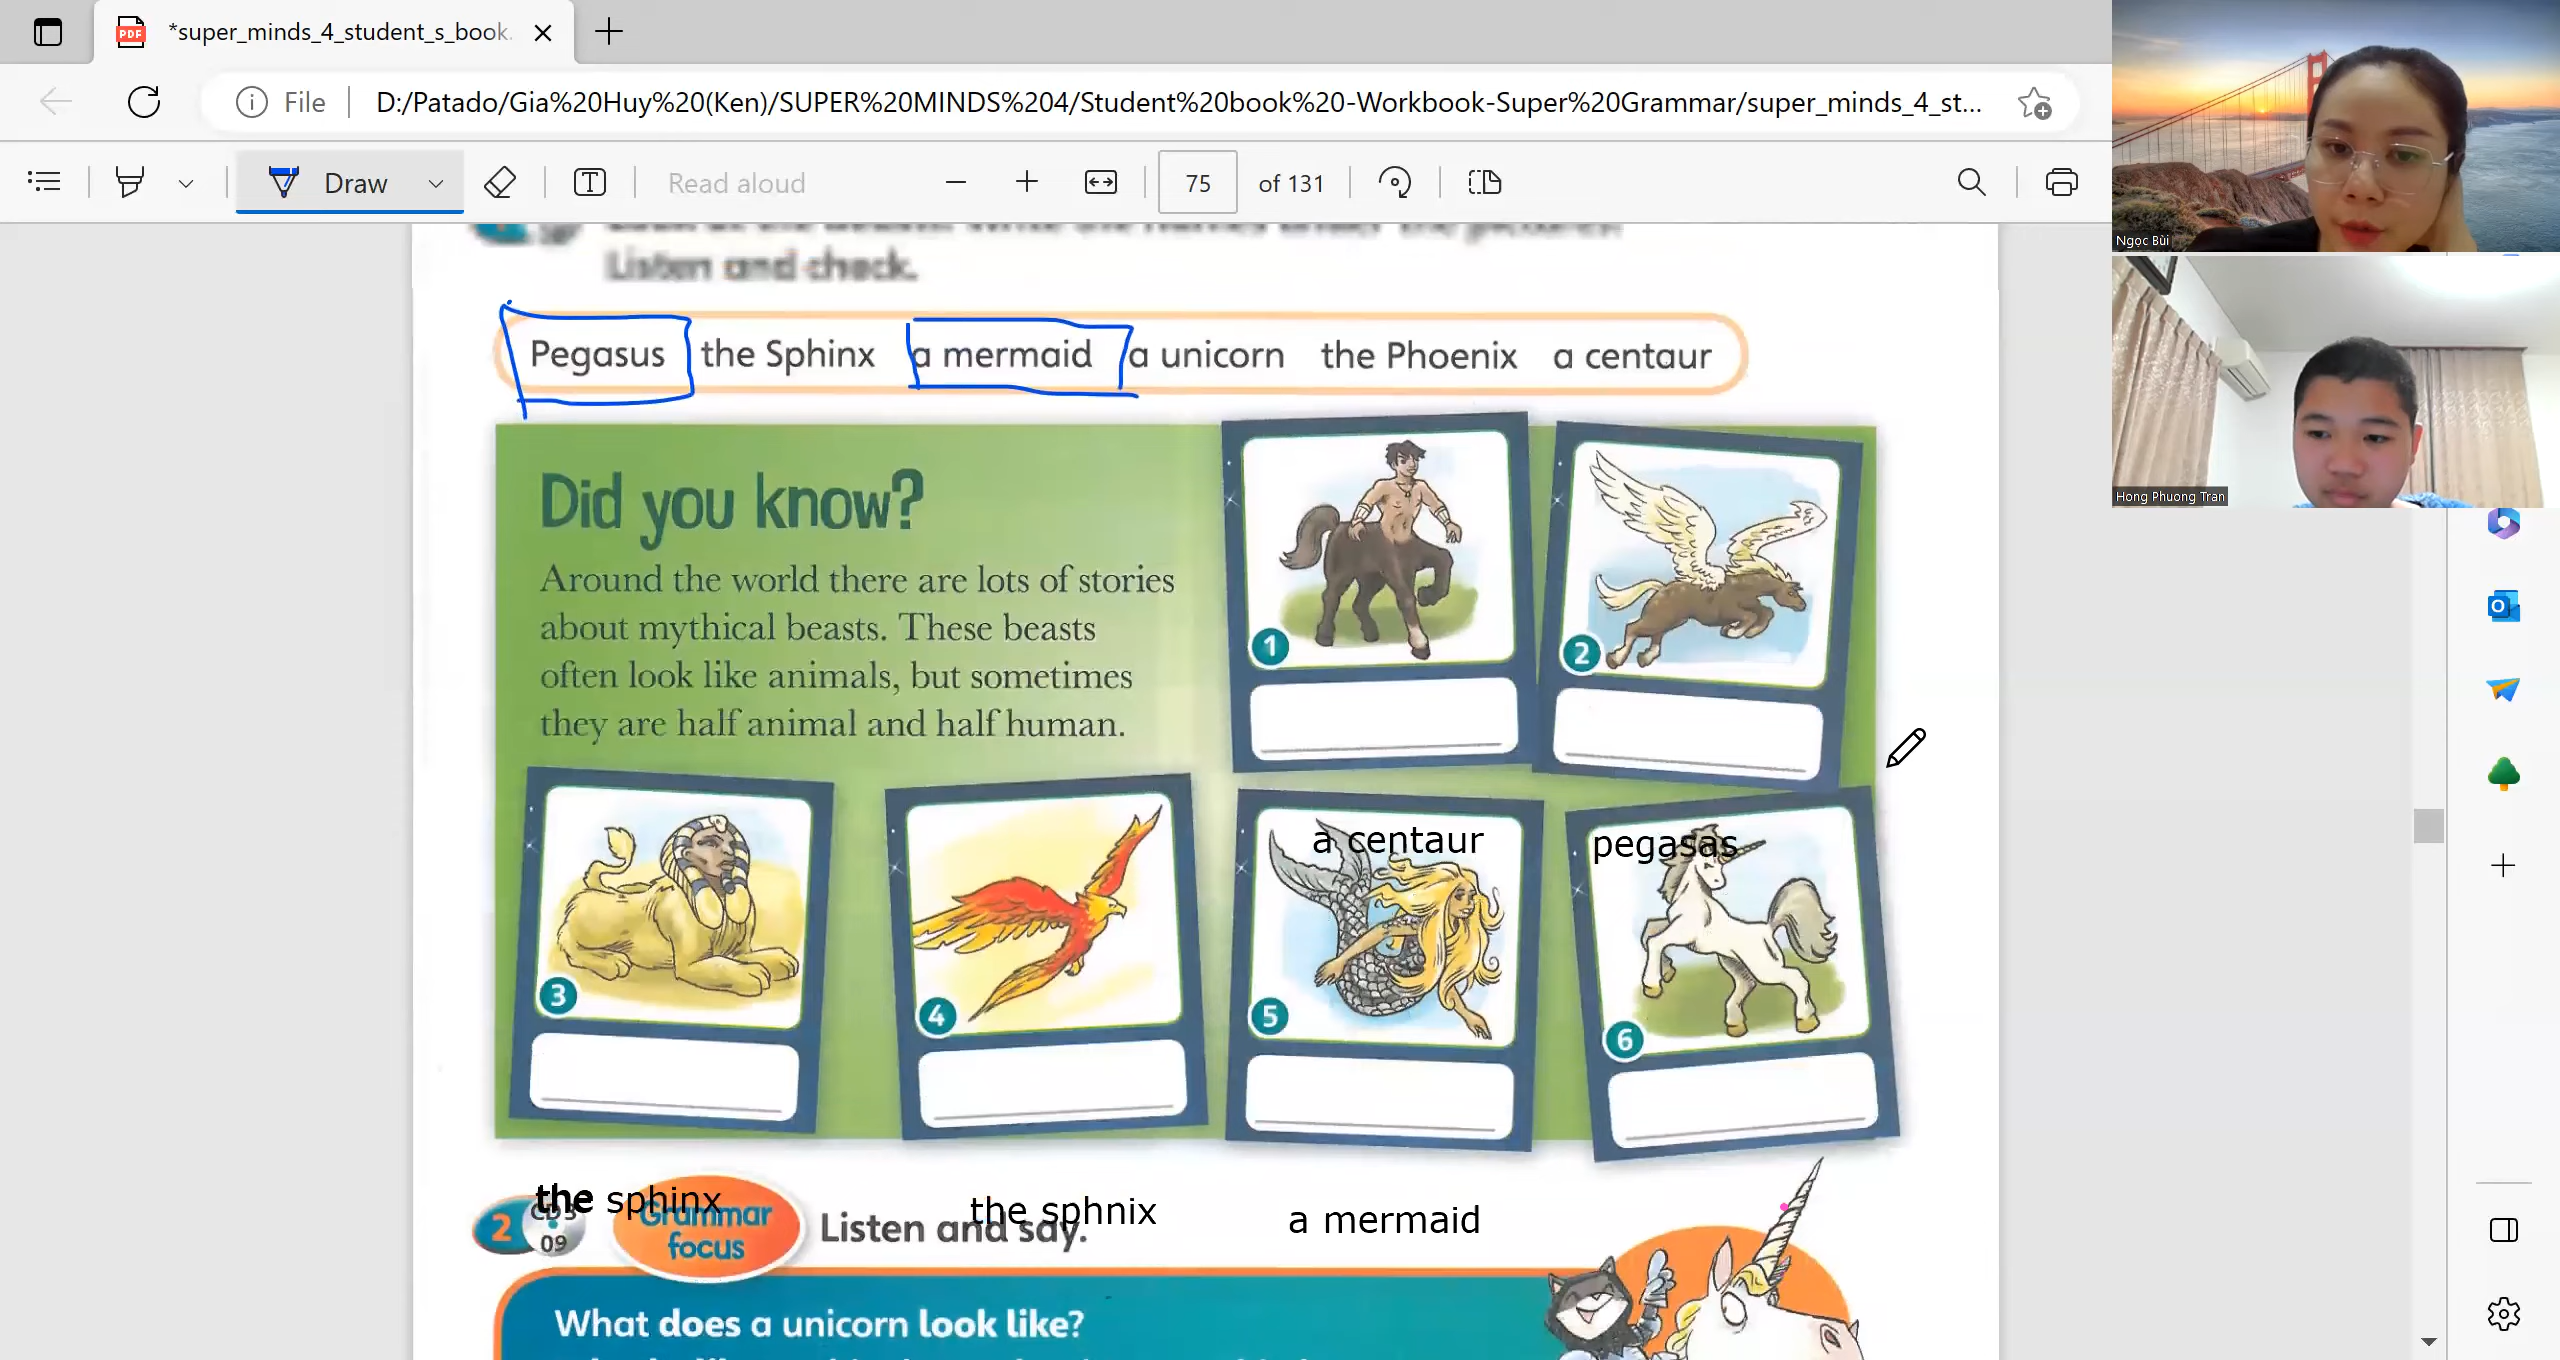 *super_minds_4_student_s_book.
File
D:/Patado/Gia%20Huy%20(Ken)/SUPER%20MINDS%204/Student%20book%20-Workbook-Super%20Grammar/super_minds_4_st...
Draw
Read aloud
75 of 131
Ngọc Bùi
Hong Phuong Tran
Listen and check.
Pegasus the Sphinx a mermaid a unicorn the Phoenix a centaur
Did you know?
Around the world there are lots of stories
about mythical beasts. These beasts
often look like animals, but sometimes
they are half animal and half human.
1
2
a centaur
pegasas
3
4
5
6
the sphinx
the sphnix
a mermaid
2
CD3
09
Grammar
focus
Listen and say.
What does a unicorn look like?